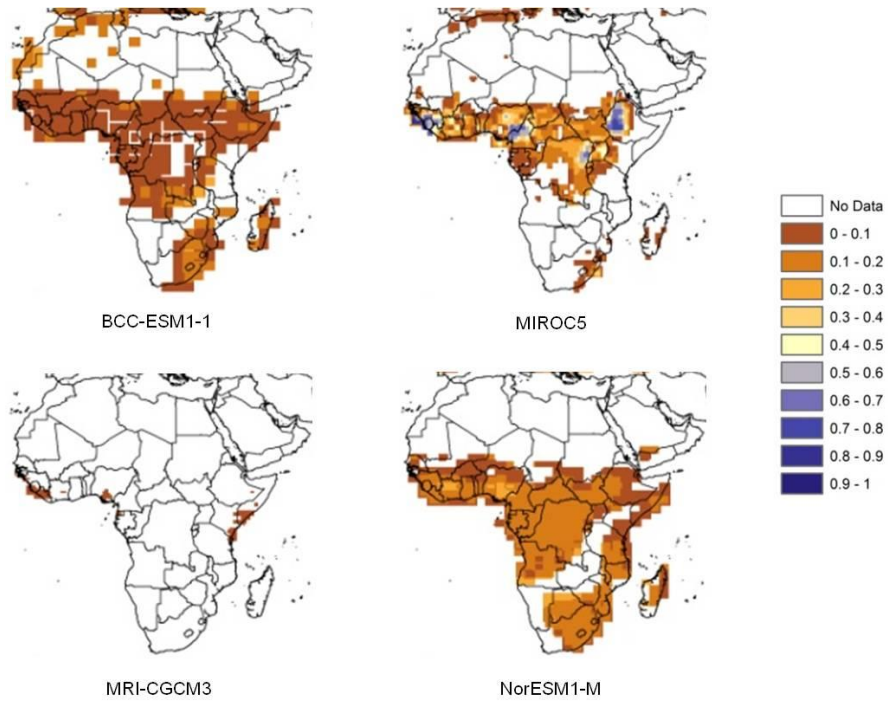 BCC-ESM1-1
MIROC5
MRI-CGCM3
NorESM1-M
No Data
0 - 0.1
0.1 - 0.2
0.2 - 0.3
0.3 - 0.4
0.4 - 0.5
0.5 - 0.6
0.6 - 0.7
0.7 - 0.8
0.8 - 0.9
0.9 - 1